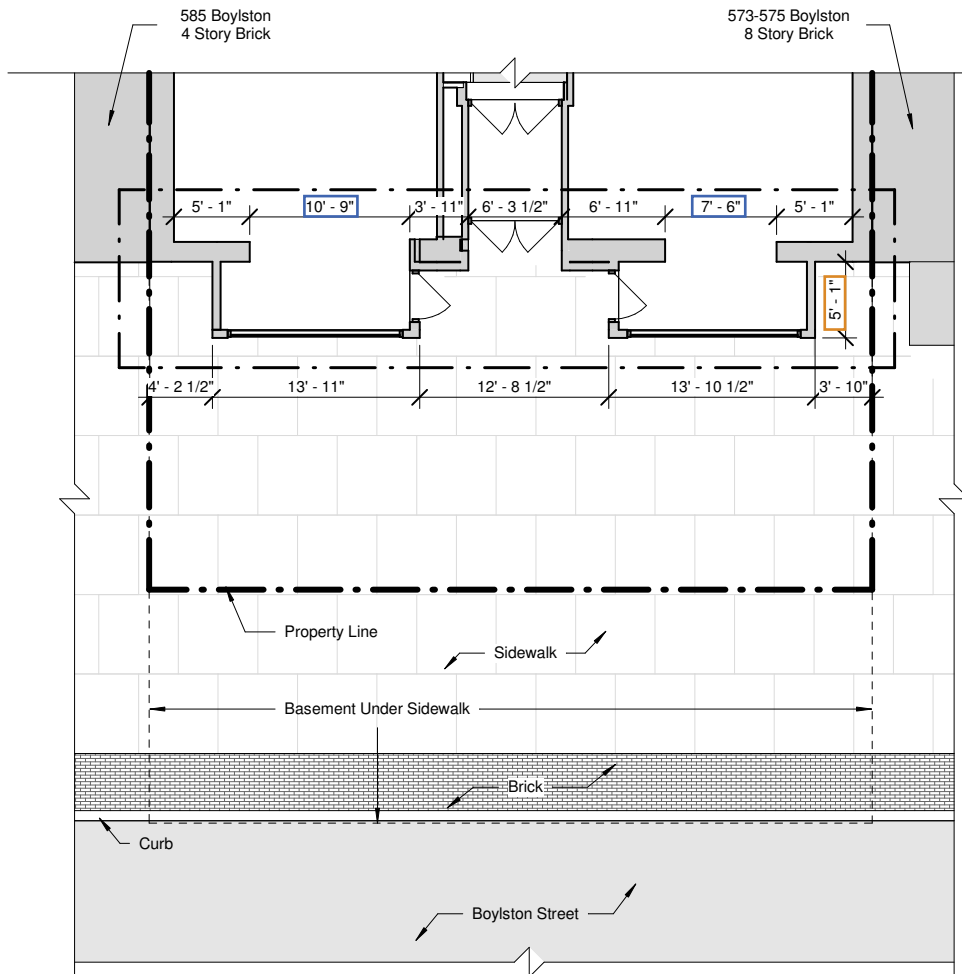 585 Boylston
4 Story Brick
573-575 Boylston
8 Story Brick
5' - 1"
10' - 9"
3' - 11"
6' - 3 1/2"
6' - 11"
7' - 6"
5' - 1"
5' - 1"
4' - 2 1/2"
13' - 11"
12' - 8 1/2"
13' - 10 1/2"
3' - 10"
Property Line
Sidewalk
Basement Under Sidewalk
Brick
Curb
Boylston Street